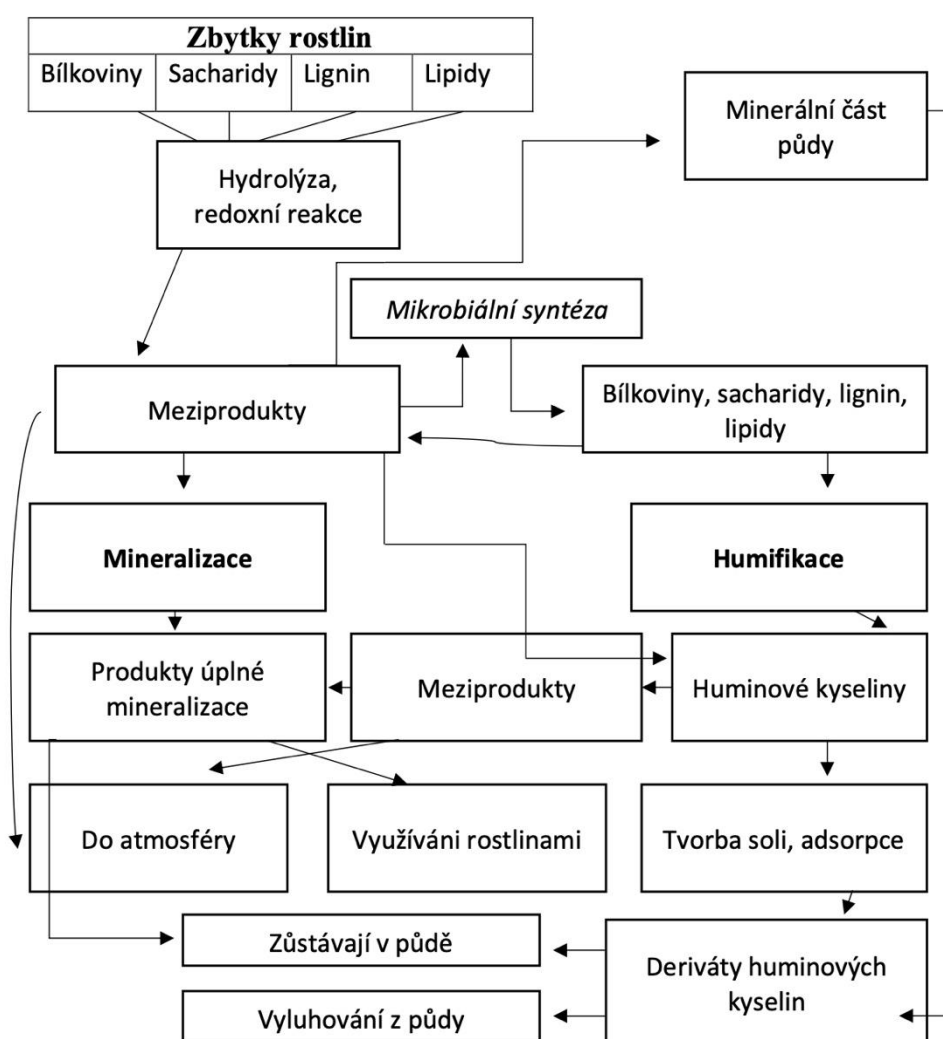 Zbytky rostlin
Bílkoviny Sacharidy Lignin Lipidy
Minerální část
půdy
Hydrolýza,
redoxní reakce
Mikrobiální syntéza
Meziprodukty
Bílkoviny, sacharidy, lignin,
lipidy
Mineralizace
Humifikace
Produkty úplné
mineralizace
Meziprodukty
Huminové kyseliny
Do atmosféry
Využíváni rostlinami
Tvorba soli, adsorpce
Zůstávají v půdě
Deriváty huminových
kyselin
Vyluhování z půdy